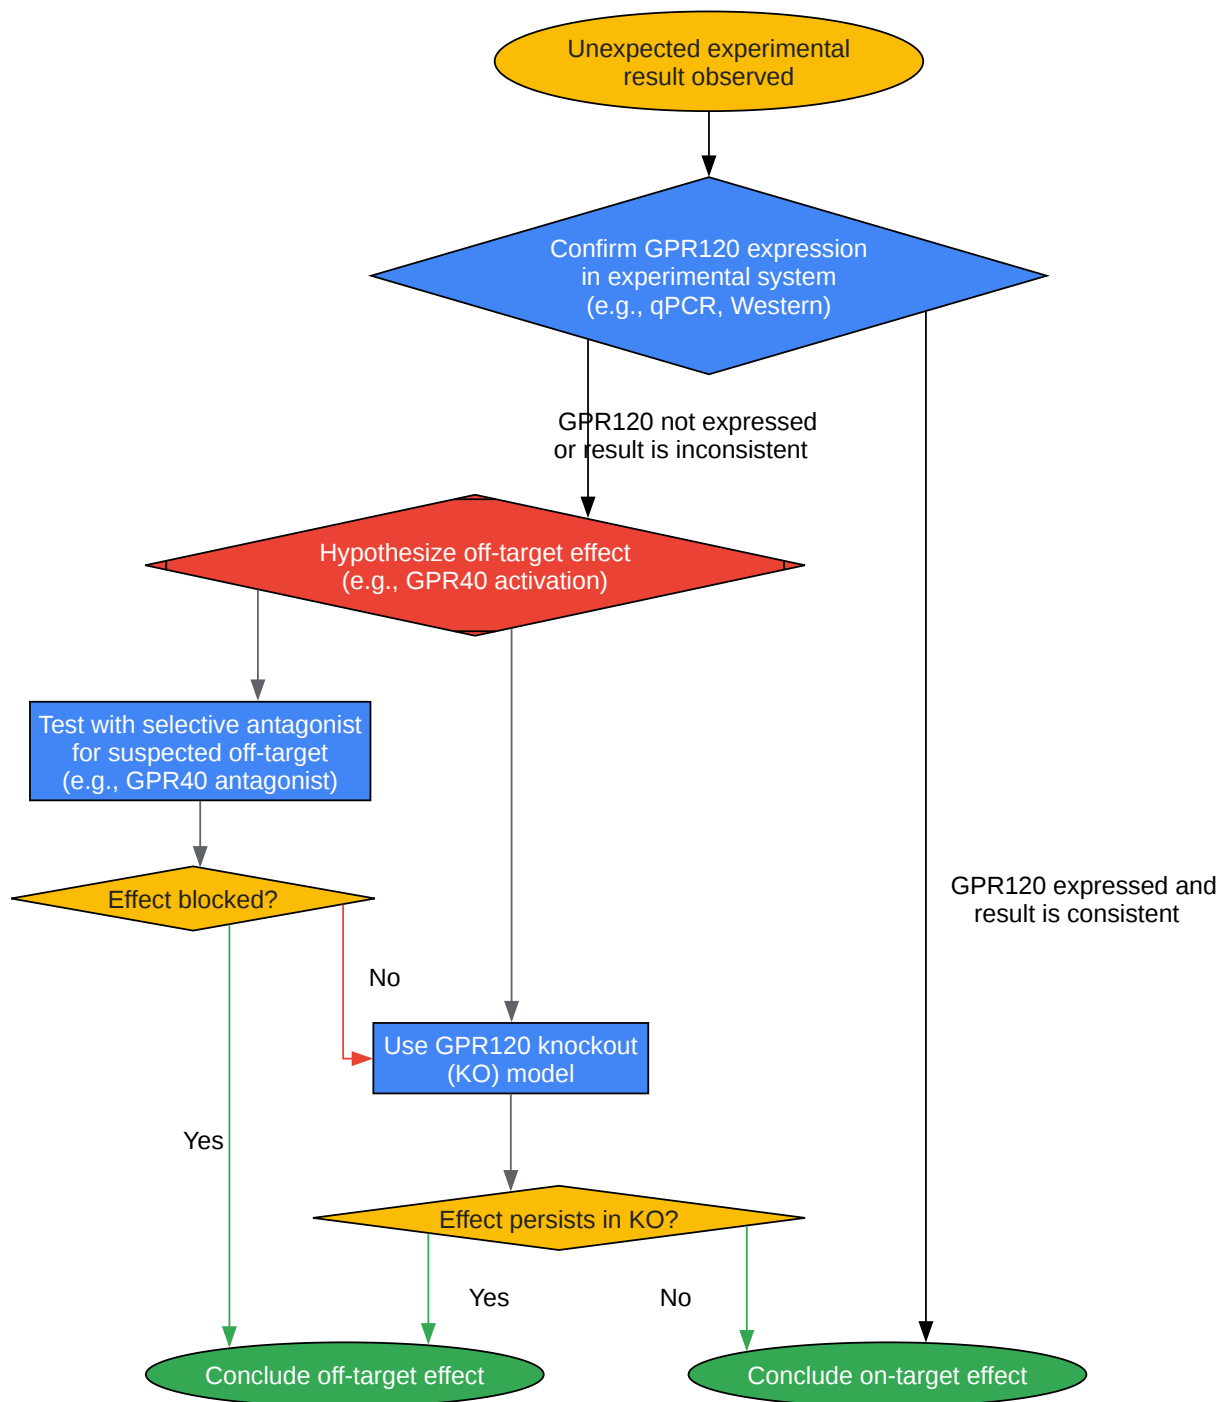 Unexpected experimental
result observed
Confirm GPR120 expression
in experimental system
(e.g., qPCR, Western)
GPR120 not expressed
or result is inconsistent
Hypothesize off-target effect
(e.g., GPR40 activation)
Test with selective antagonist
for suspected off-target
(e.g., GPR40 antagonist)
Effect blocked?
GPR120 expressed and
result is consistent
No
Use GPR120 knockout
(KO) model
Yes
Effect persists in KO?
Yes
No
Conclude off-target effect
Conclude on-target effect